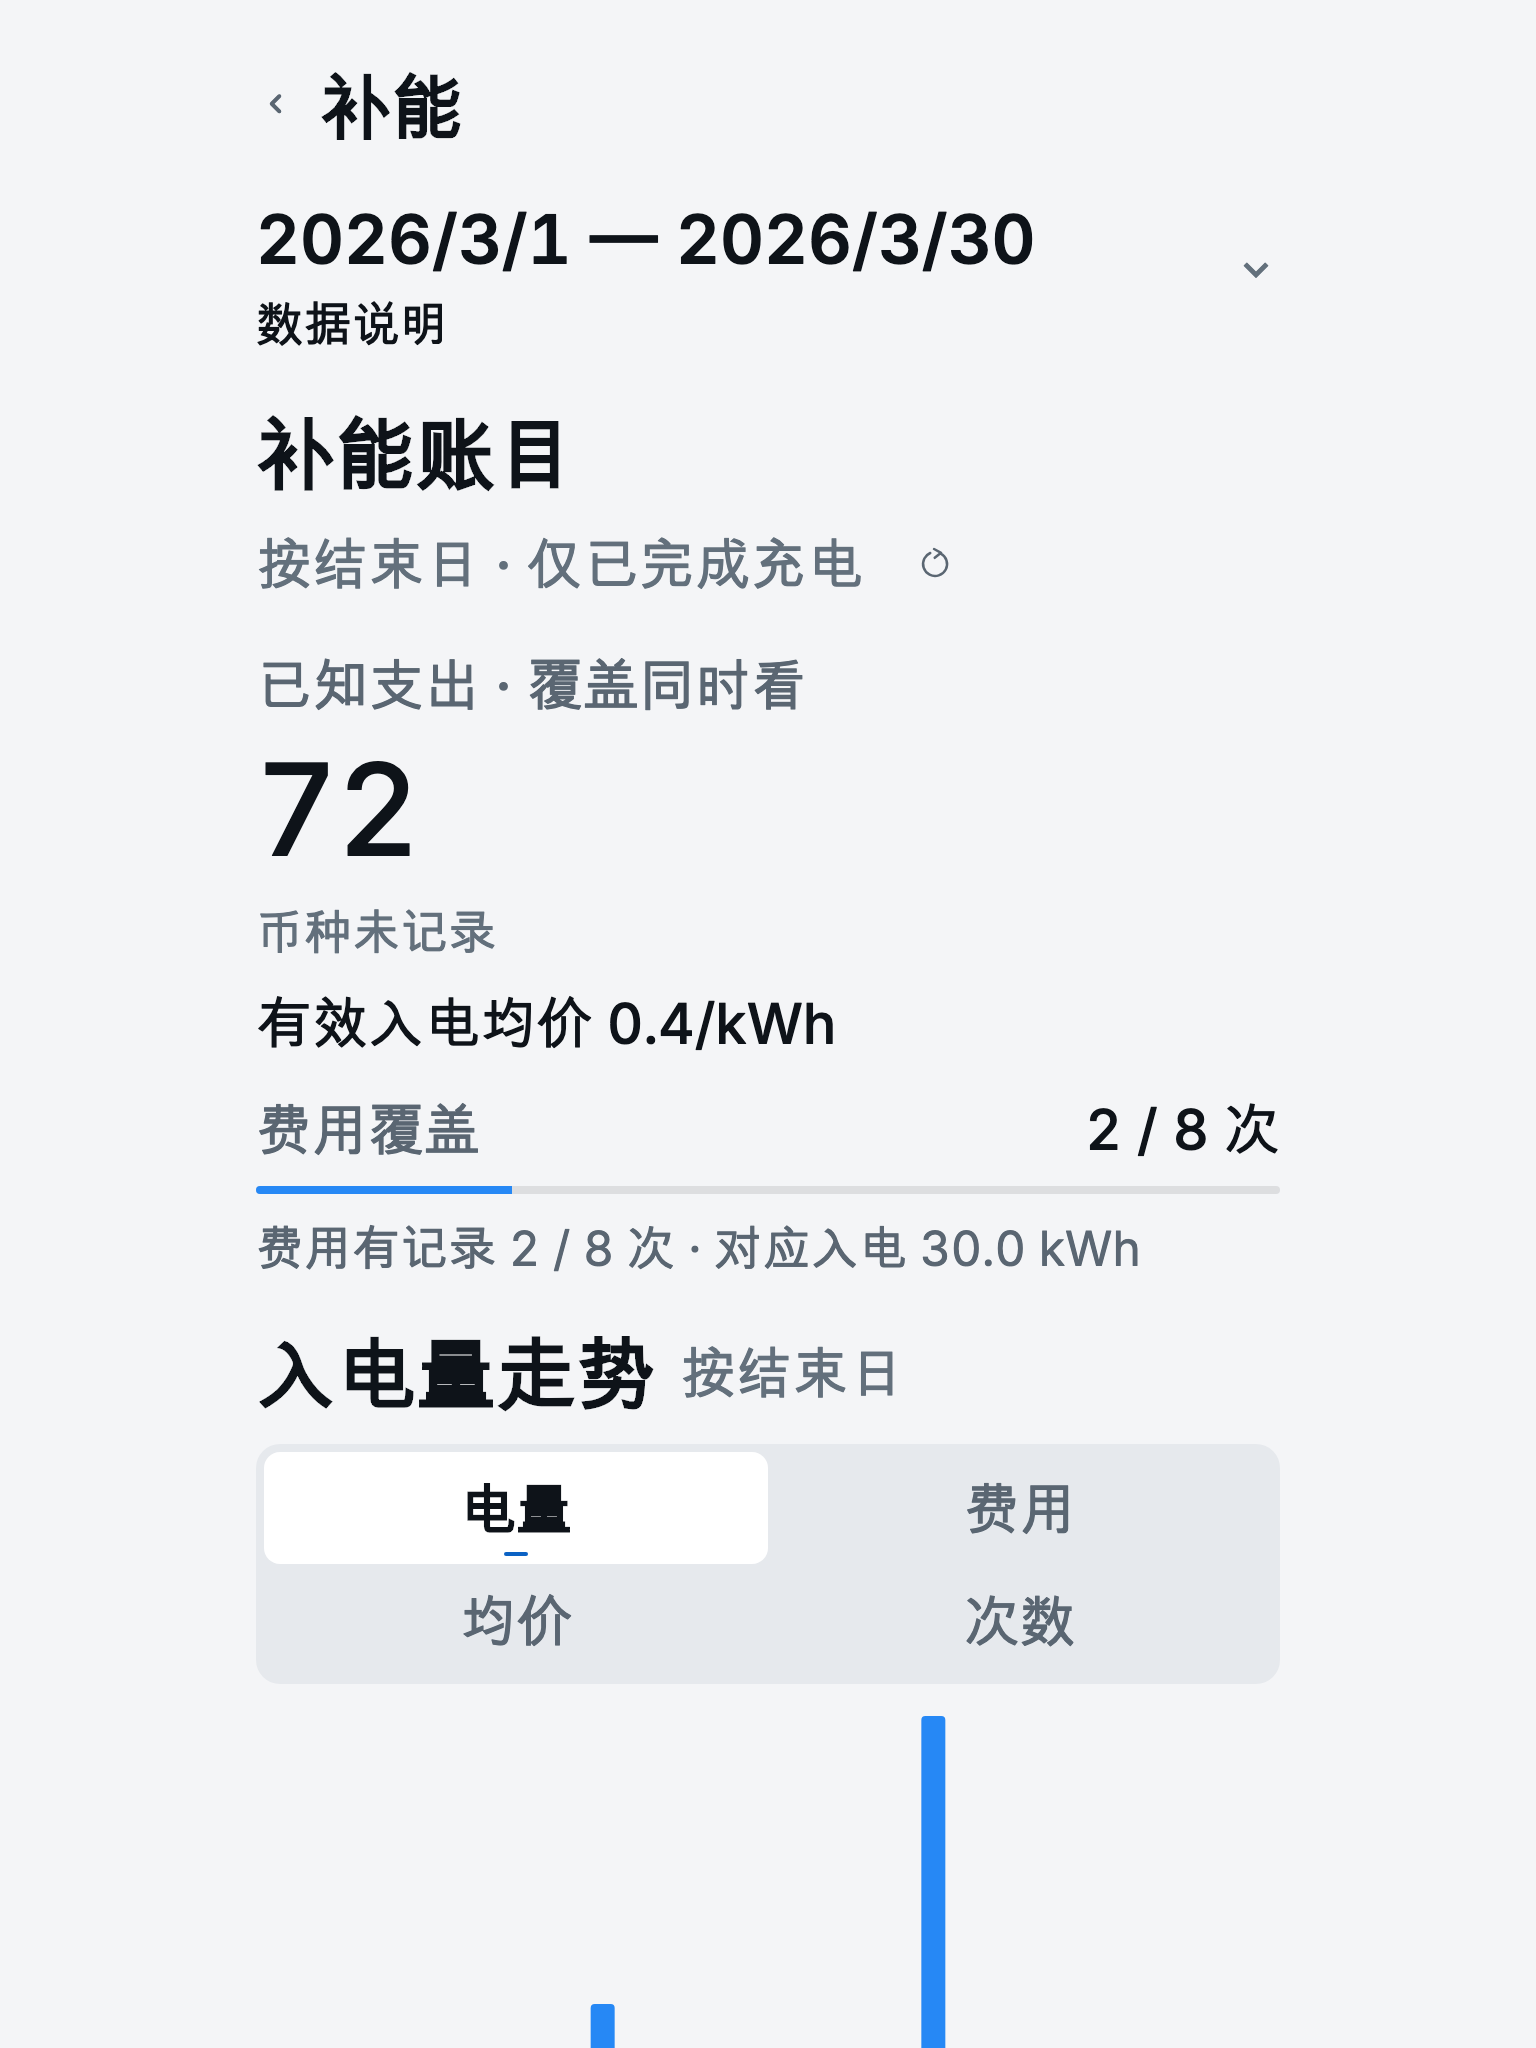 补能
2026/3/1 — 2026/3/30
数据说明
补能账目
按结束日 · 仅已完成充电
已知支出 · 覆盖同时看
72
币种未记录
有效入电均价 0.4/kWh
费用覆盖 2 / 8 次
费用有记录 2 / 8 次 · 对应入电 30.0 kWh
入电量走势 按结束日
电量 费用
均价 次数